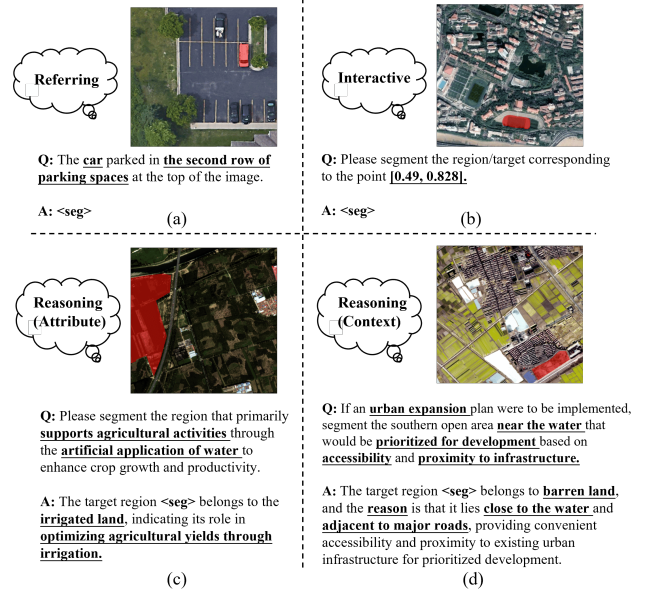 Referring
Q: The car parked in the second row of
parking spaces at the top of the image.
A: <seg>
(a)
Interactive
Q: Please segment the region/target corresponding
to the point [0.49, 0.828].
A: <seg>
(b)
Reasoning
(Attribute)
Q: Please segment the region that primarily
supports agricultural activities through
the artificial application of water to
enhance crop growth and productivity.
A: The target region <seg> belongs to the
irrigated land, indicating its role in
optimizing agricultural yields through
irrigation.
(c)
Reasoning
(Context)
Q: If an urban expansion plan were to be implemented,
segment the southern open area near the water that
would be prioritized for development based on
accessibility and proximity to infrastructure.
A: The target region <seg> belongs to barren land,
and the reason is that it lies close to the water and
adjacent to major roads, providing convenient
accessibility and proximity to existing urban
infrastructure for prioritized development.
(d)